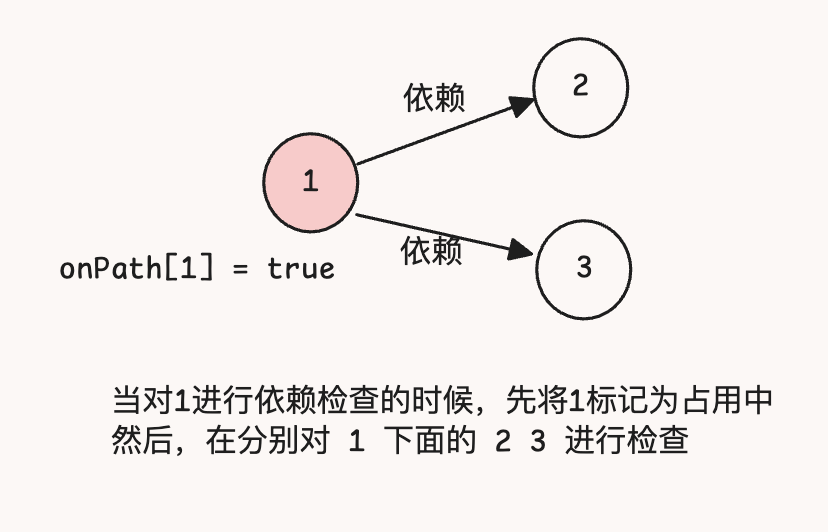 2
依赖
1
依赖
3
onPath[1] = true
当对1进行依赖检查的时候，先将1标记为占用中
然后，在分别对 1 下面的 2 3 进行检查